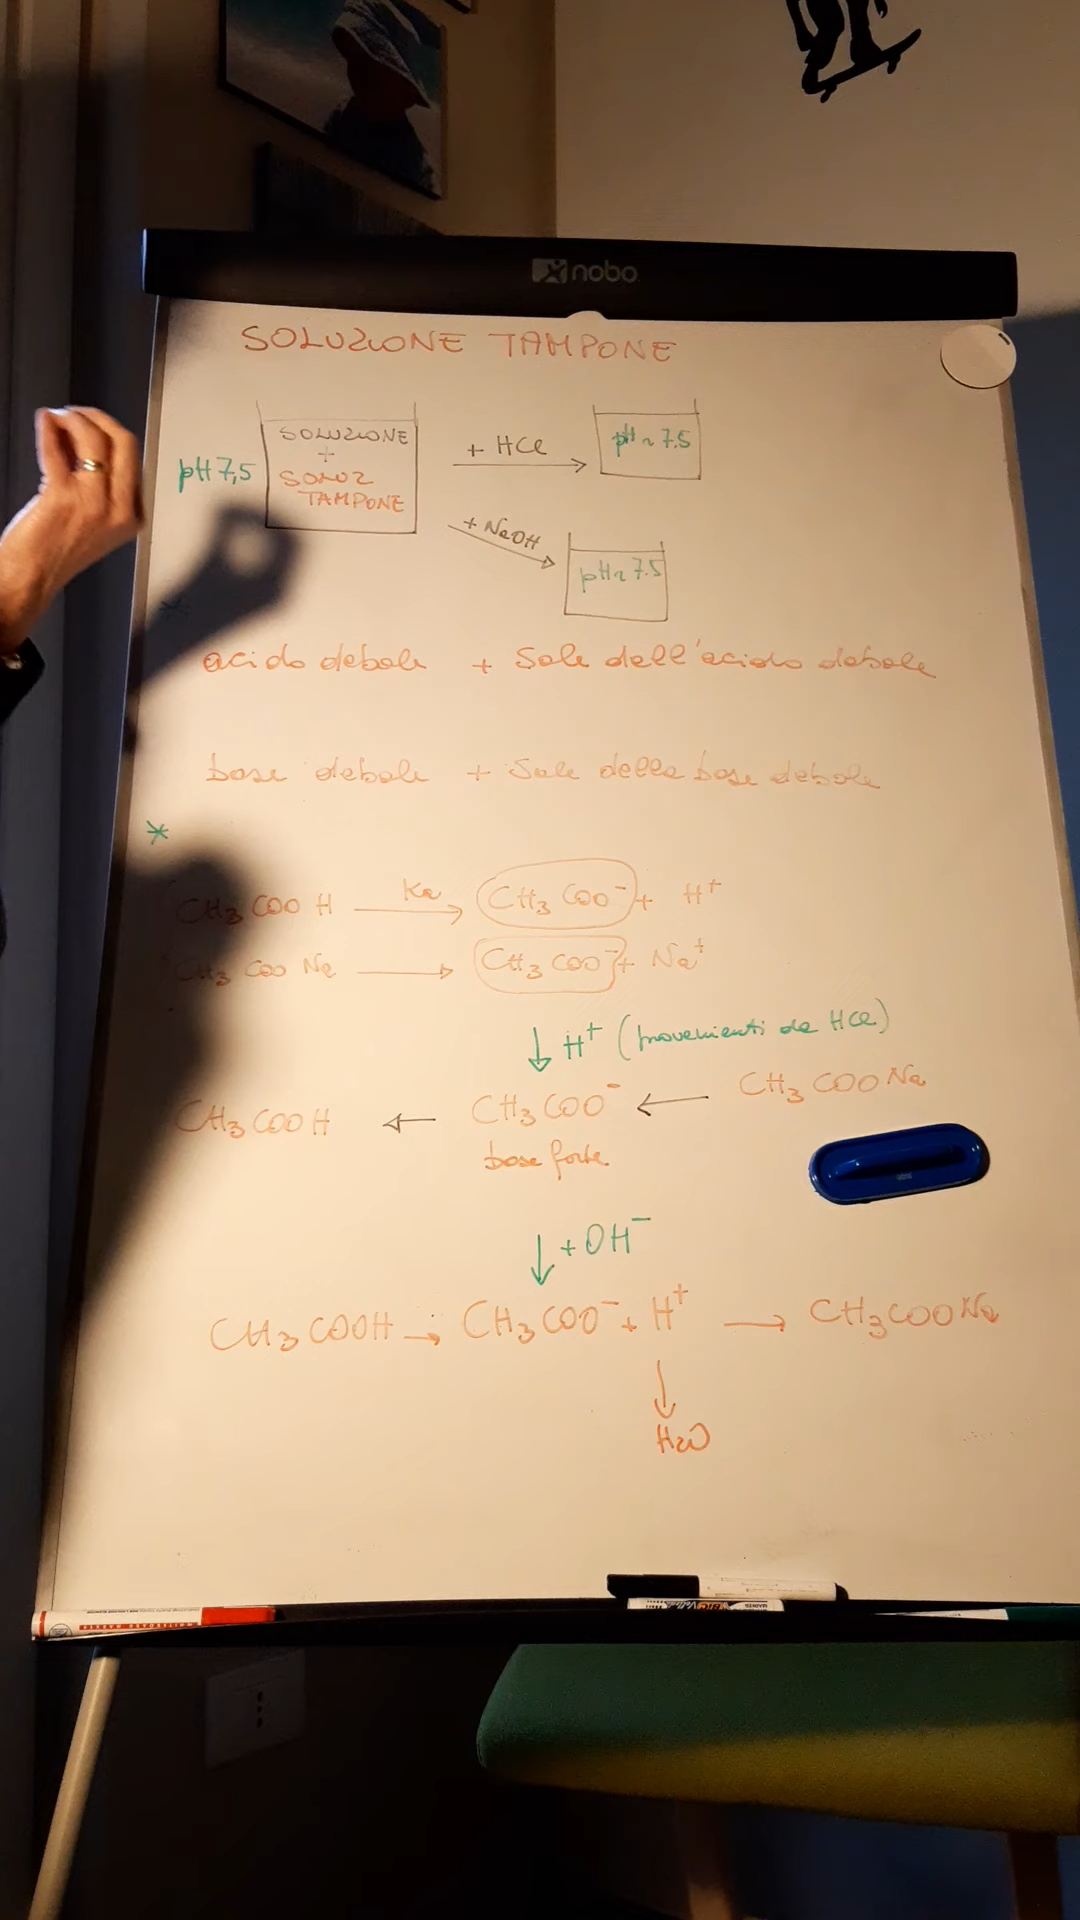 nobo
SOLUZIONE TAMPONE
pH 7,5
SOLUZIONE
+
SOLUZ
TAMPONE
+ HCl
pH ~ 7.5
+ NaOH
pH ~ 7.5
*
acido debole + Sale dell'acido debole
base debole + Sale della base debole
*
CH3COOH Ka → CH3COO⁻ + H⁺
CH3COONa → CH3COO⁻ + Na⁺
↓ H⁺ (provenienti da HCl)
CH3COOH ← CH3COO⁻ ← CH3COONa
base forte
↓ + OH⁻
CH3COOH → CH3COO⁻ + H⁺ → CH3COONa
↓
H2O
BIC Velleda